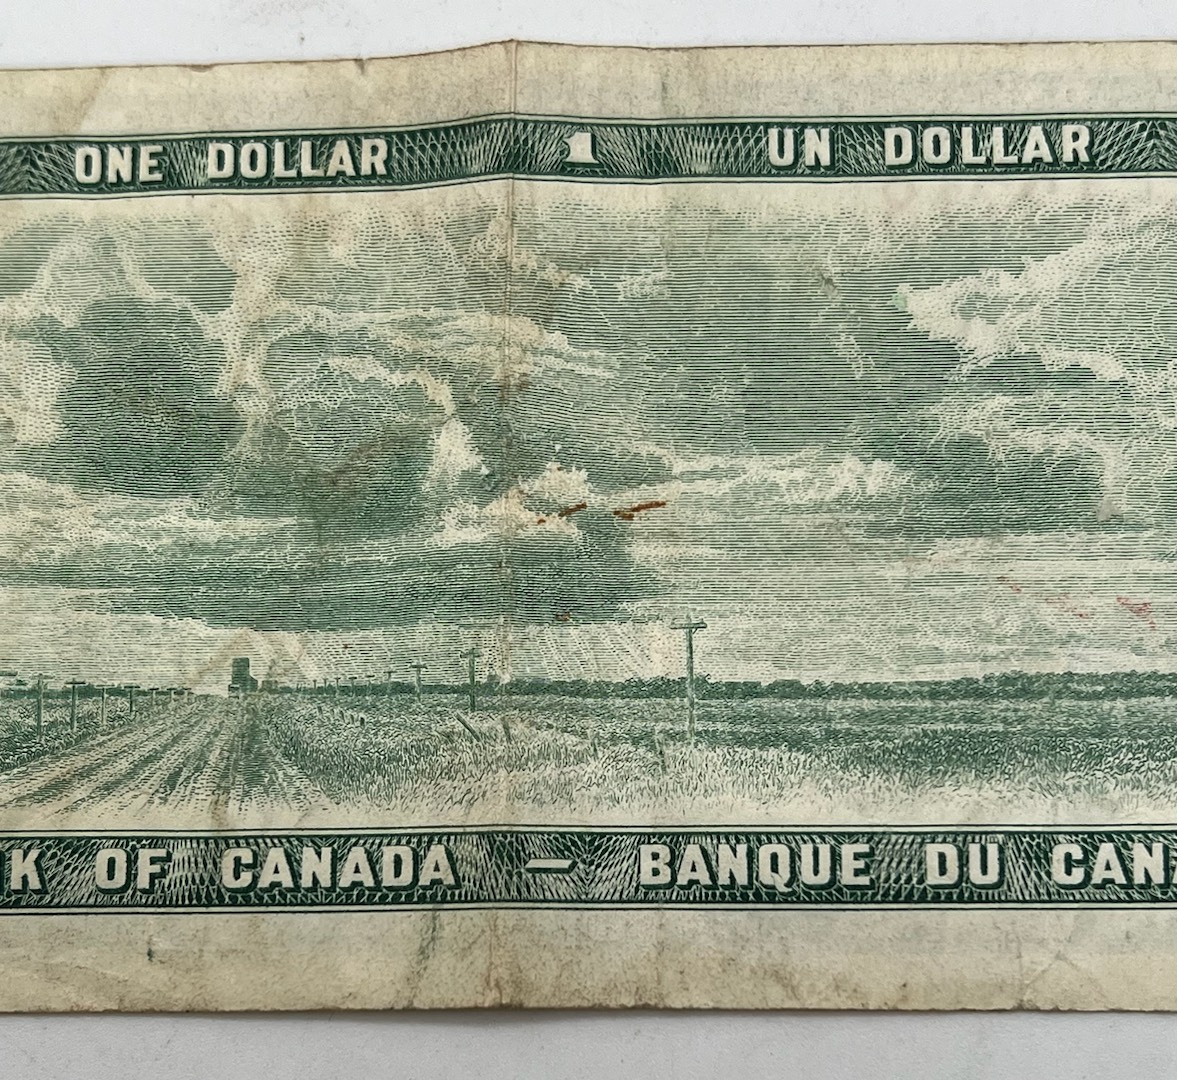 ONE DOLLAR 1 UN DOLLAR
K OF CANADA - BANQUE DU CAN